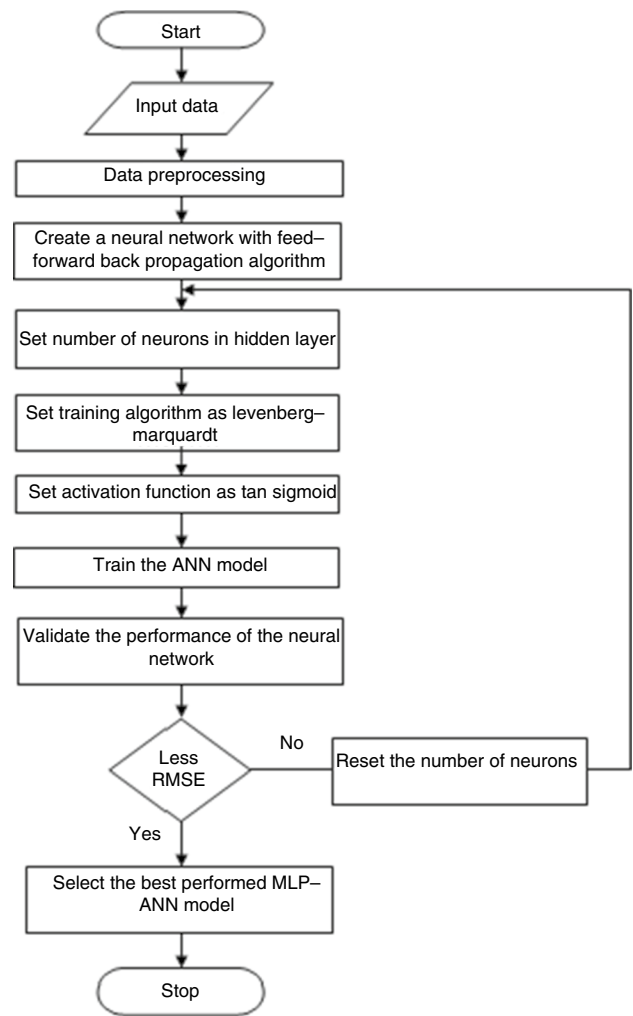 Start
Input data
Data preprocessing
Create a neural network with feed–
forward back propagation algorithm
Set number of neurons in hidden layer
Set training algorithm as levenberg–
marquardt
Set activation function as tan sigmoid
Train the ANN model
Validate the performance of the neural
network
Less
RMSE
No
Reset the number of neurons
Yes
Select the best performed MLP–
ANN model
Stop